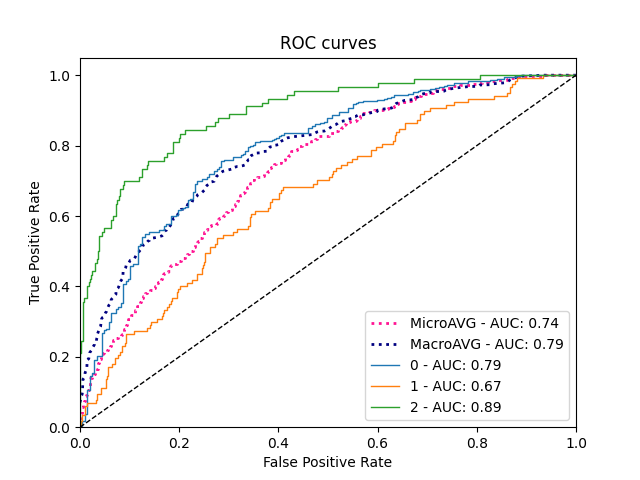 ROC curves
True Positive Rate
1.0
0.8
0.6
0.4
0.2
0.0
MicroAVG - AUC: 0.74
MacroAVG - AUC: 0.79
0 - AUC: 0.79
1 - AUC: 0.67
2 - AUC: 0.89
0.0 0.2 0.4 0.6 0.8 1.0
False Positive Rate